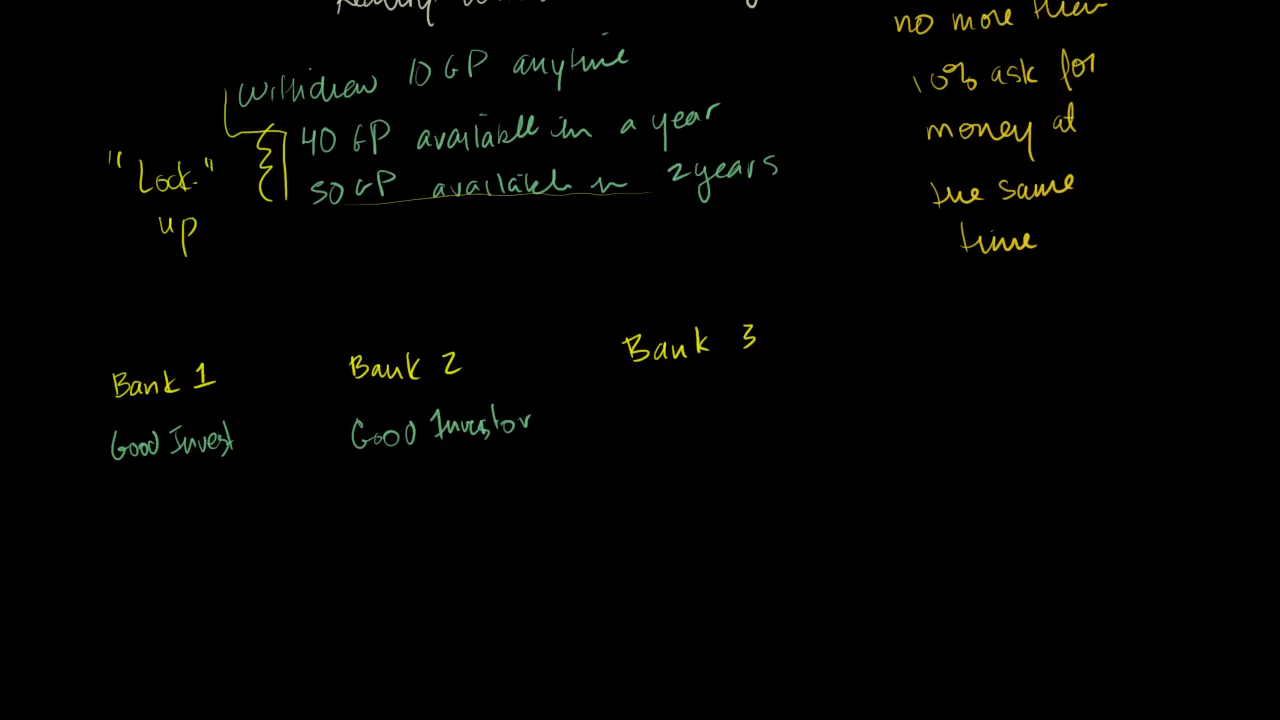 withdraw 10 GP anytime
40 GP available in a year
50 GP available in 2 years
"Lock-"
up
no more than
10% ask for
money at
the same
time
Bank 1 Bank 2 Bank 3
Good Invest Good Investor